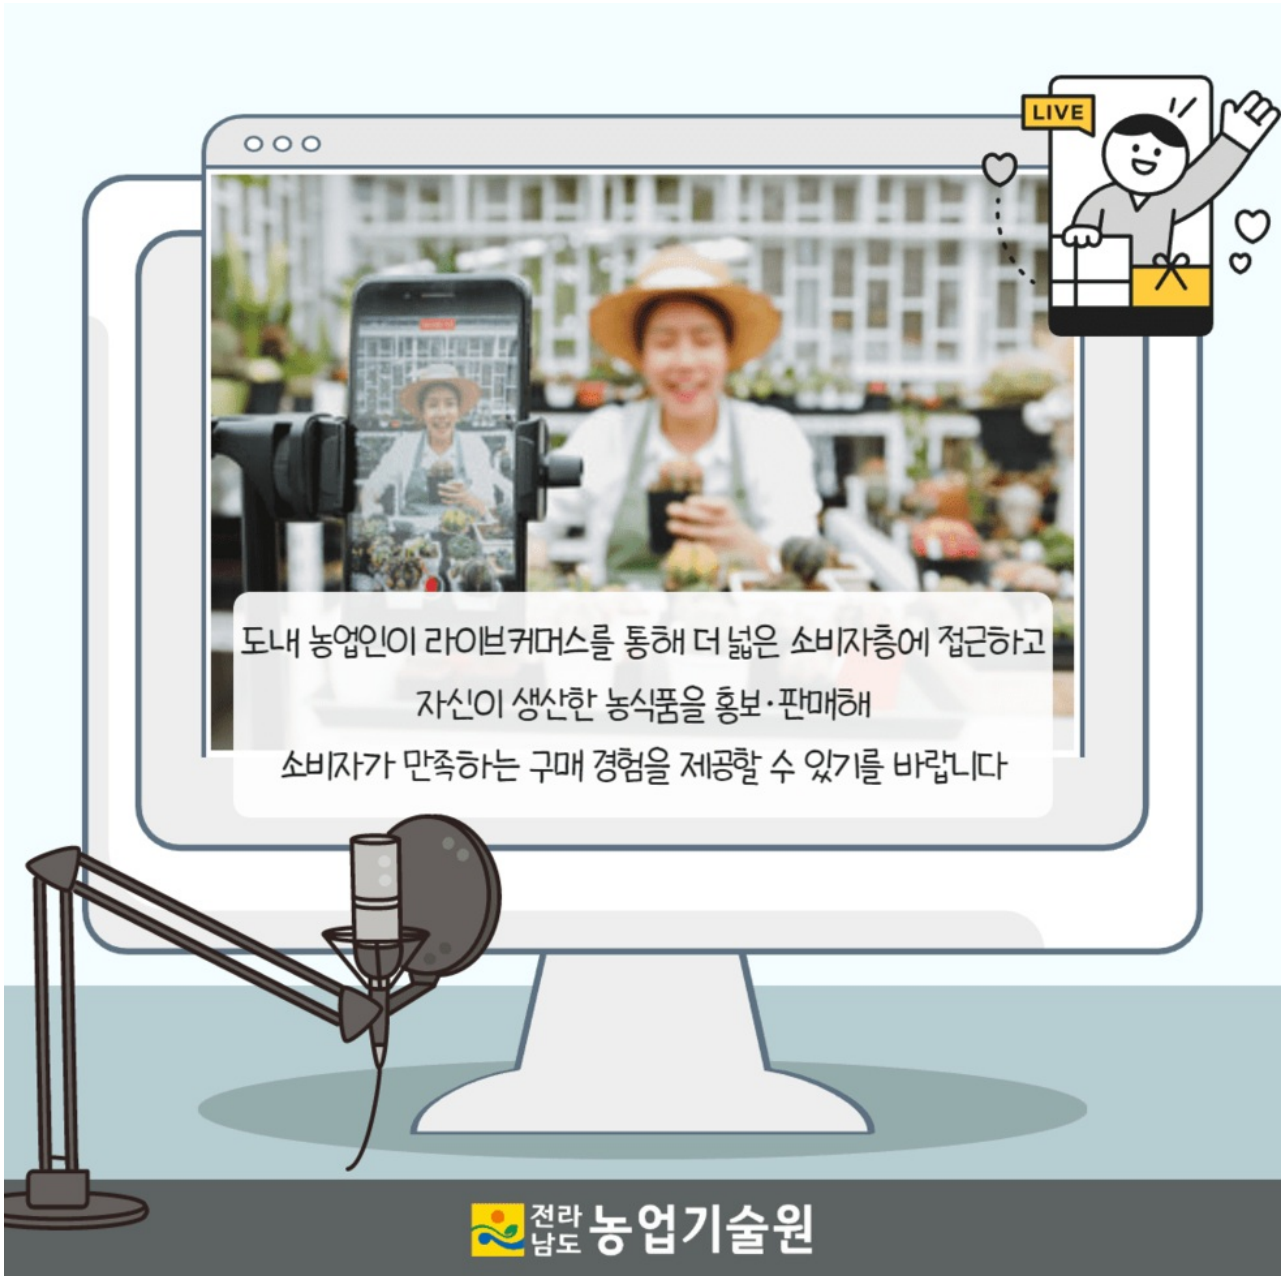 LIVE
도내 농업인이 라이브커머스를 통해 더 넓은 소비자층에 접근하고
자신이 생산한 농식품을 홍보·판매해
소비자가 만족하는 구매 경험을 제공할 수 있기를 바랍니다
전라
남도 농업기술원